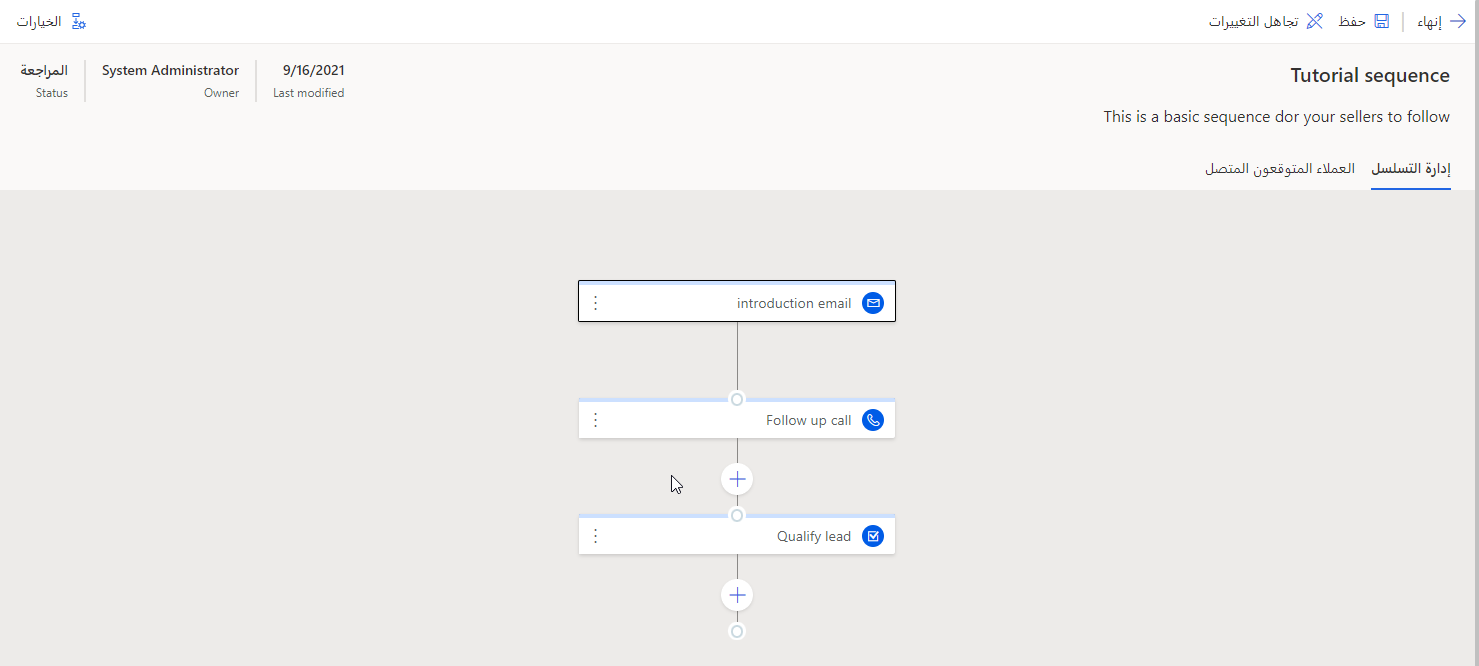 إنهاء
حفظ
تجاهل التغييرات
الخيارات
Tutorial sequence
This is a basic sequence dor your sellers to follow
9/16/2021
Last modified
System Administrator
Owner
المراجعة
Status
إدارة التسلسل
العملاء المتوقعون المتصل
introduction email
Follow up call
Qualify lead